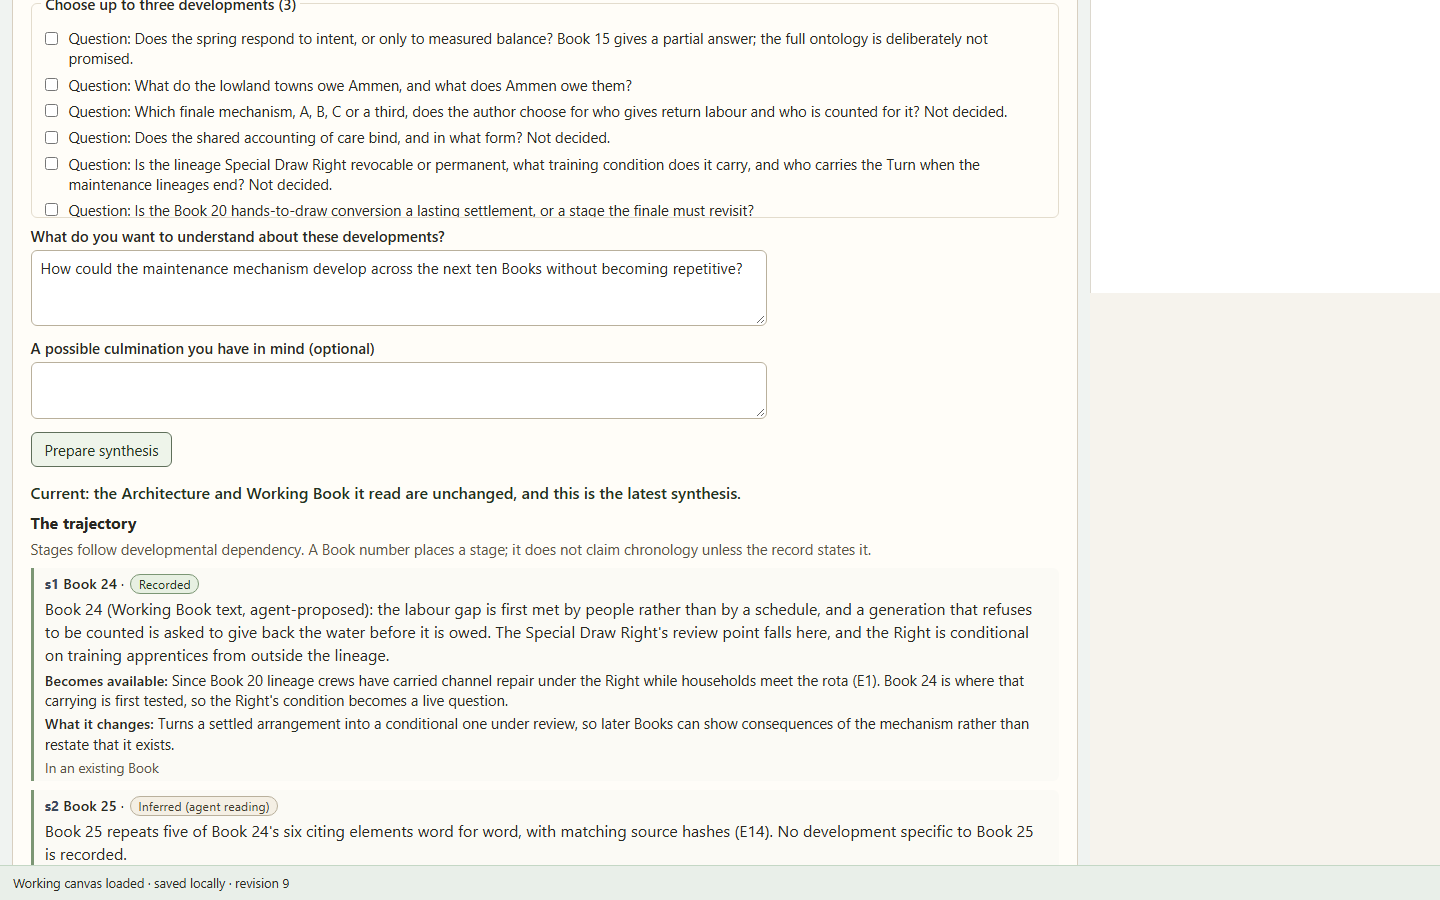 Choose up to three developments (3)
Question: Does the spring respond to intent, or only to measured balance? Book 15 gives a partial answer; the full ontology is deliberately not
promised.
Question: What do the lowland towns owe Ammen, and what does Ammen owe them?
Question: Which finale mechanism, A, B, C or a third, does the author choose for who gives return labour and who is counted for it? Not decided.
Question: Does the shared accounting of care bind, and in what form? Not decided.
Question: Is the lineage Special Draw Right revocable or permanent, what training condition does it carry, and who carries the Turn when the
maintenance lineages end? Not decided.
Question: Is the Book 20 hands-to-draw conversion a lasting settlement, or a stage the finale must revisit?
What do you want to understand about these developments?
How could the maintenance mechanism develop across the next ten Books without becoming repetitive?
A possible culmination you have in mind (optional)
Prepare synthesis
Current: the Architecture and Working Book it read are unchanged, and this is the latest synthesis.
The trajectory
Stages follow developmental dependency. A Book number places a stage; it does not claim chronology unless the record states it.
s1 Book 24 · Recorded
Book 24 (Working Book text, agent-proposed): the labour gap is first met by people rather than by a schedule, and a generation that refuses
to be counted is asked to give back the water before it is owed. The Special Draw Right's review point falls here, and the Right is conditional
on training apprentices from outside the lineage.
Becomes available: Since Book 20 lineage crews have carried channel repair under the Right while households meet the rota (E1). Book 24 is where that
carrying is first tested, so the Right's condition becomes a live question.
What it changes: Turns a settled arrangement into a conditional one under review, so later Books can show consequences of the mechanism rather than
restate that it exists.
In an existing Book
s2 Book 25 · Inferred (agent reading)
Book 25 repeats five of Book 24's six citing elements word for word, with matching source hashes (E14). No development specific to Book 25
is recorded.
Working canvas loaded · saved locally · revision 9